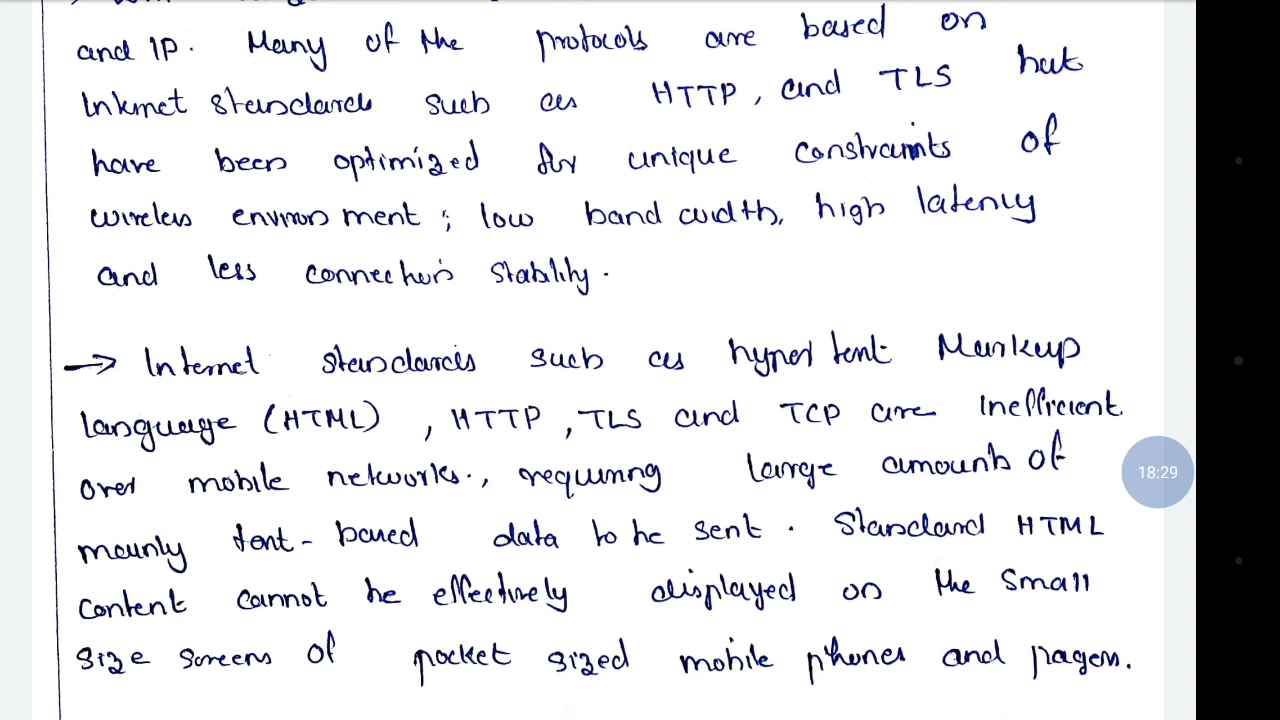 and IP. Many of the protocols are based on
Internet standards such as HTTP, and TLS but
have been optimized for unique constraints of
wireless environment; low band width, high latency
and less connection stability.
→ Internet standards such as hyper text Markup
language (HTML), HTTP, TLS and TCP are inefficient
over mobile networks., requiring large amounts of
mainly text-based data to be sent. Standard HTML
content cannot be effectively displayed on the small
size screens of pocket sized mobile phones and pagers.
18:29